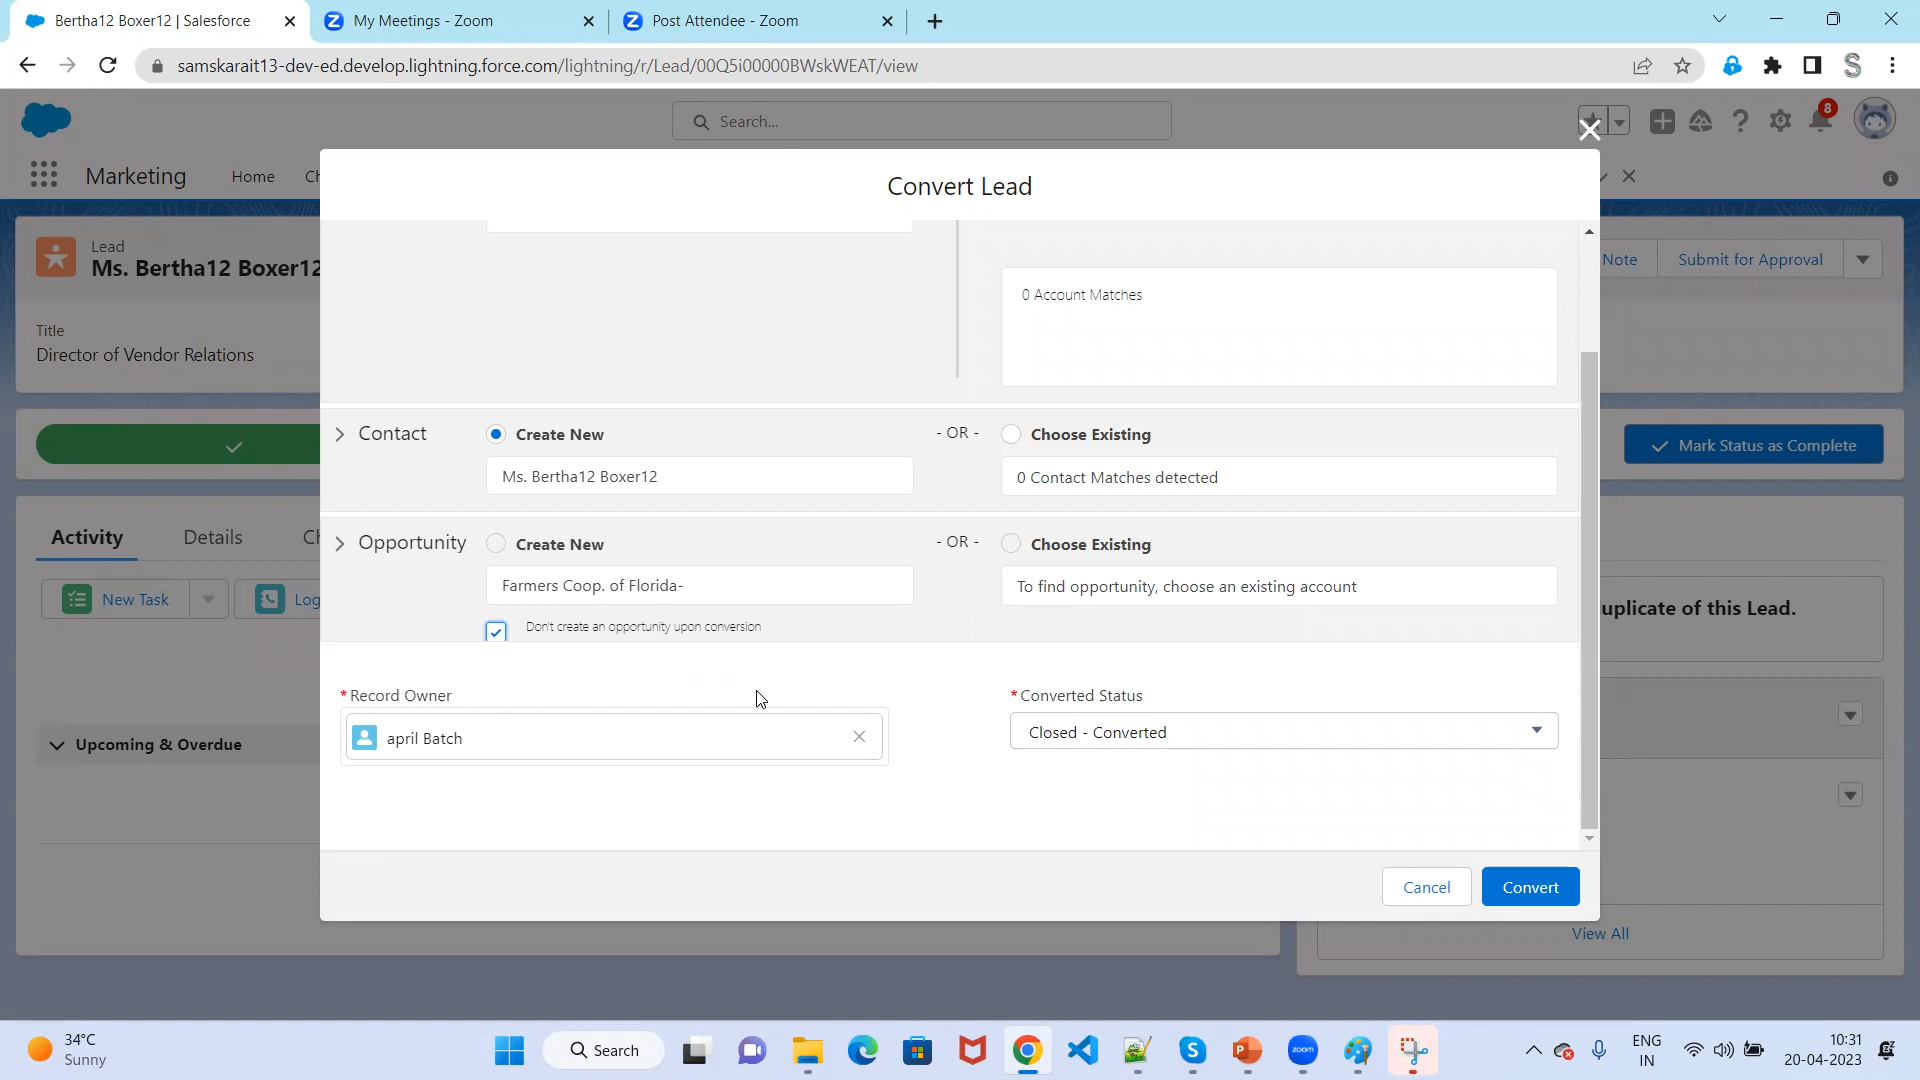 Bertha12 Boxer12 | Salesforce
My Meetings - Zoom
Post Attendee - Zoom
samskarait13-dev-ed.develop.lightning.force.com/lightning/r/Lead/00Q5i00000BWskWEAT/view
Search...
8
Marketing
Home
Ch
Convert Lead
Lead
Ms. Bertha12 Boxer12
Note
Submit for Approval
Title
Director of Vendor Relations
0 Account Matches
Contact
Create New
- OR -
Choose Existing
Ms. Bertha12 Boxer12
0 Contact Matches detected
Mark Status as Complete
Opportunity
Create New
- OR -
Choose Existing
Farmers Coop. of Florida-
To find opportunity, choose an existing account
Don't create an opportunity upon conversion
Activity
Details
Ch
New Task
Log
uplicate of this Lead.
* Record Owner
april Batch
* Converted Status
Closed - Converted
Upcoming & Overdue
Cancel
Convert
View All
34°C
Sunny
Search
zoom
ENG
IN
10:31
20-04-2023